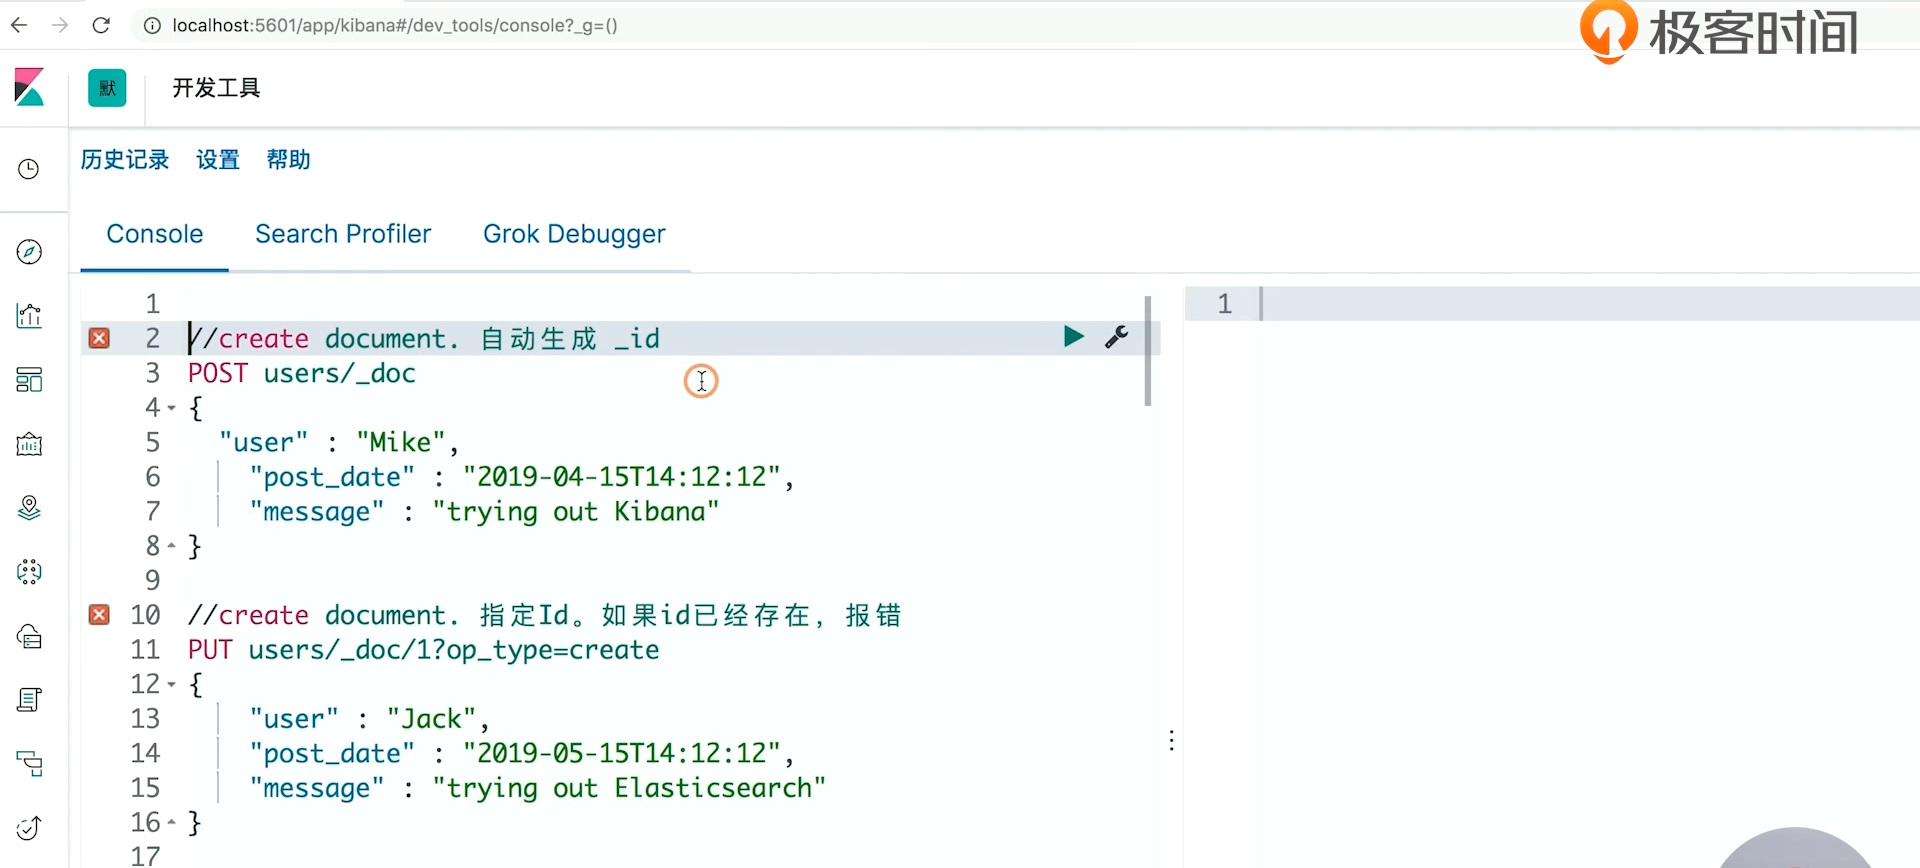 localhost:5601/app/kibana#/dev_tools/console?_g=()
极客时间
默
开发工具
历史记录 设置 帮助
Console Search Profiler Grok Debugger
1
2 //create document. 自动生成 _id
3 POST users/_doc
4 {
5 "user" : "Mike",
6 "post_date" : "2019-04-15T14:12:12",
7 "message" : "trying out Kibana"
8 }
9
10 //create document. 指定Id。如果id已经存在，报错
11 PUT users/_doc/1?op_type=create
12 {
13 "user" : "Jack",
14 "post_date" : "2019-05-15T14:12:12",
15 "message" : "trying out Elasticsearch"
16 }
17
1